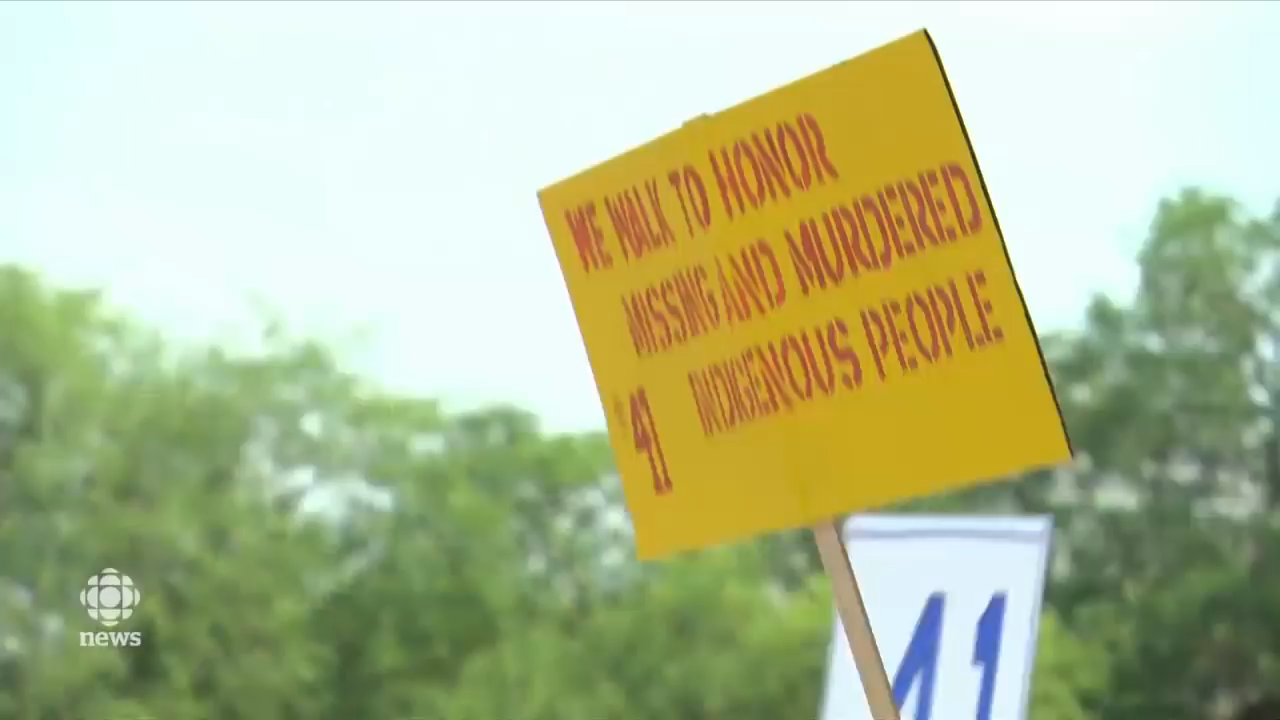 WE WALK TO HONOR
MISSING AND MURDERED
INDIGENOUS PEOPLE
41
41
news